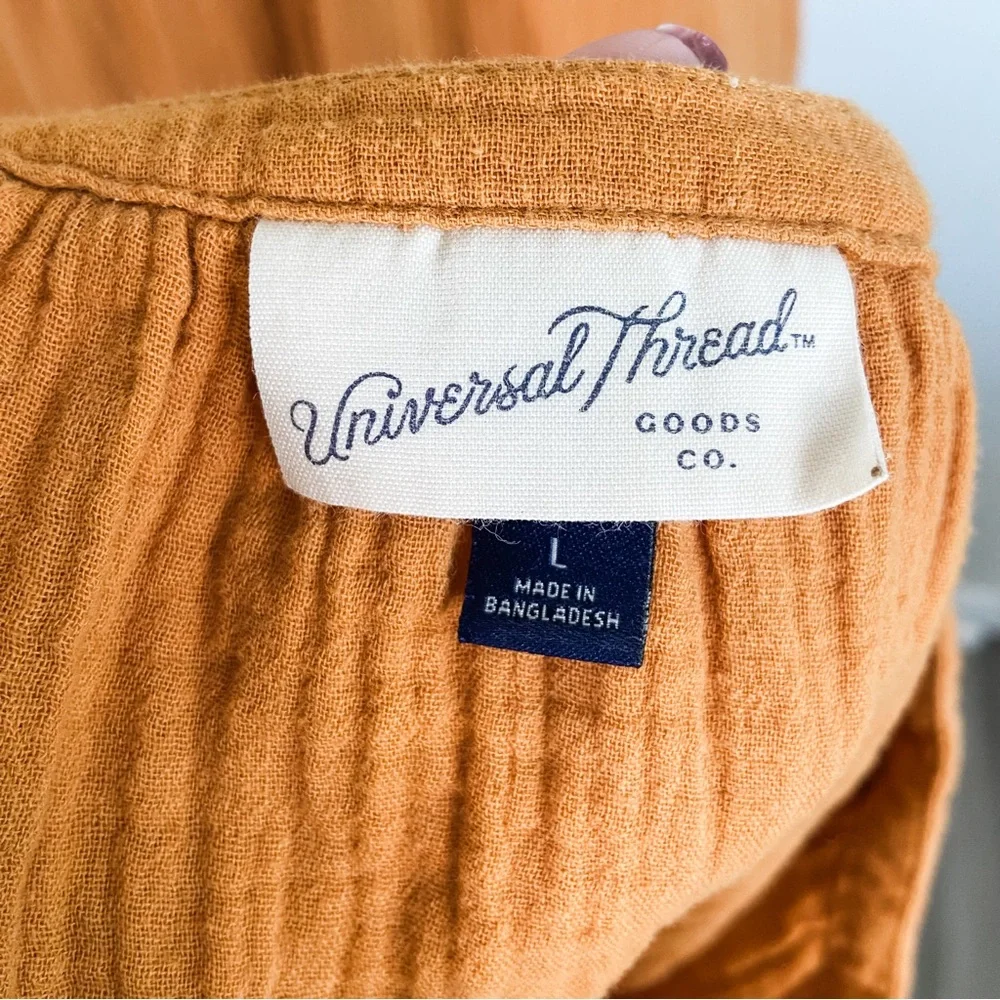 Universal Thread™
GOODS
CO.
L
MADE IN
BANGLADESH